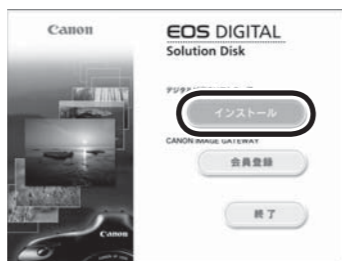 Canon
EOS DIGITAL
Solution Disk
インストール
CANON IMAGE GATEWAY
会員登録
終了
Canon